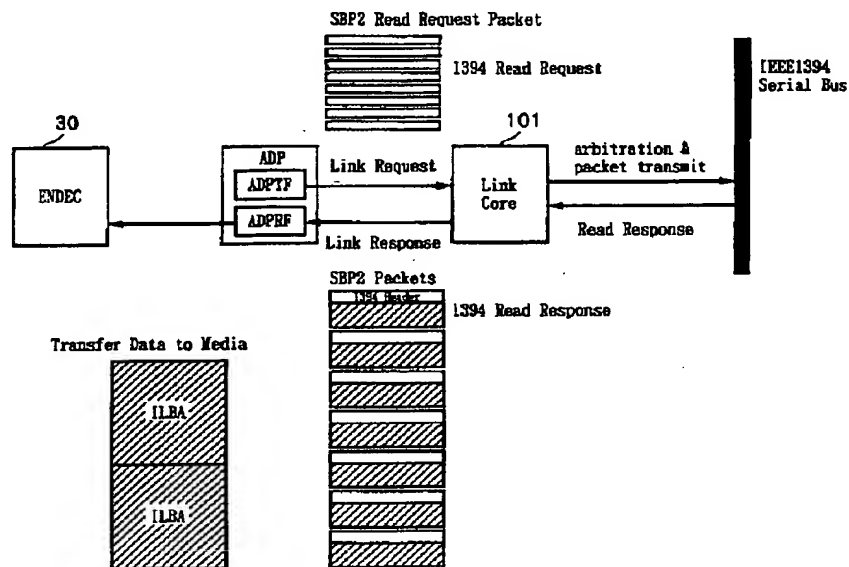 SBP2 Read Request Packet
1394 Read Request
IEEE1394
Serial Bus
30
101
ENDEC
ADP
ADPTF
ADPRF
Link Request
Link Response
Link
Core
arbitration &
packet transmit
Read Response
SBP2 Packets
1394 Header
1394 Read Response
Transfer Data to Media
1LBA
1LBA